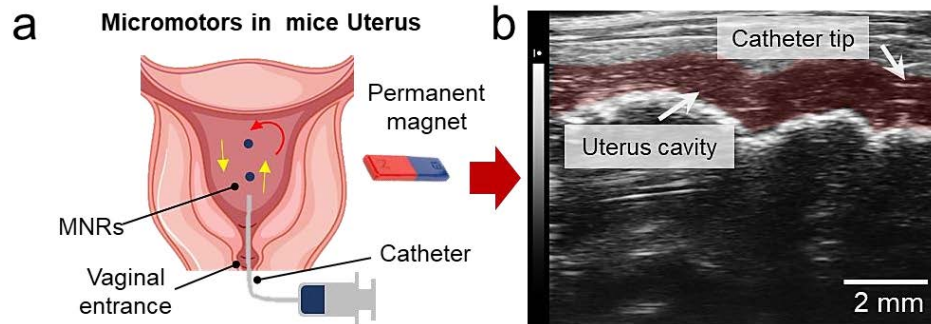 a
Micromotors in mice Uterus
Permanent
magnet
MNRs
Vaginal
entrance
Catheter
b
Catheter tip
Uterus cavity
2 mm